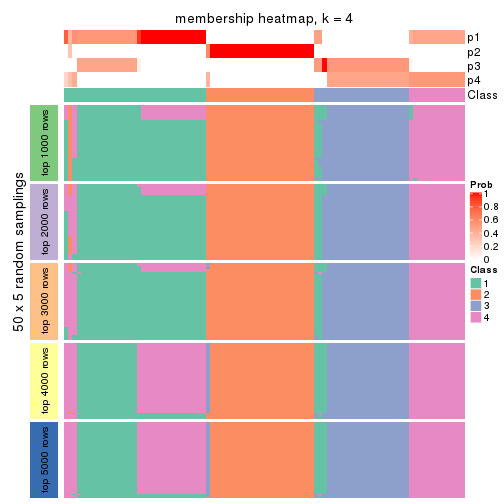 membership heatmap, k = 4
p1
p2
p3
p4
Class
50 x 5 random samplings
top 1000 rows
top 2000 rows
top 3000 rows
top 4000 rows
top 5000 rows
Prob
1
0.8
0.6
0.4
0.2
0
Class
1
2
3
4